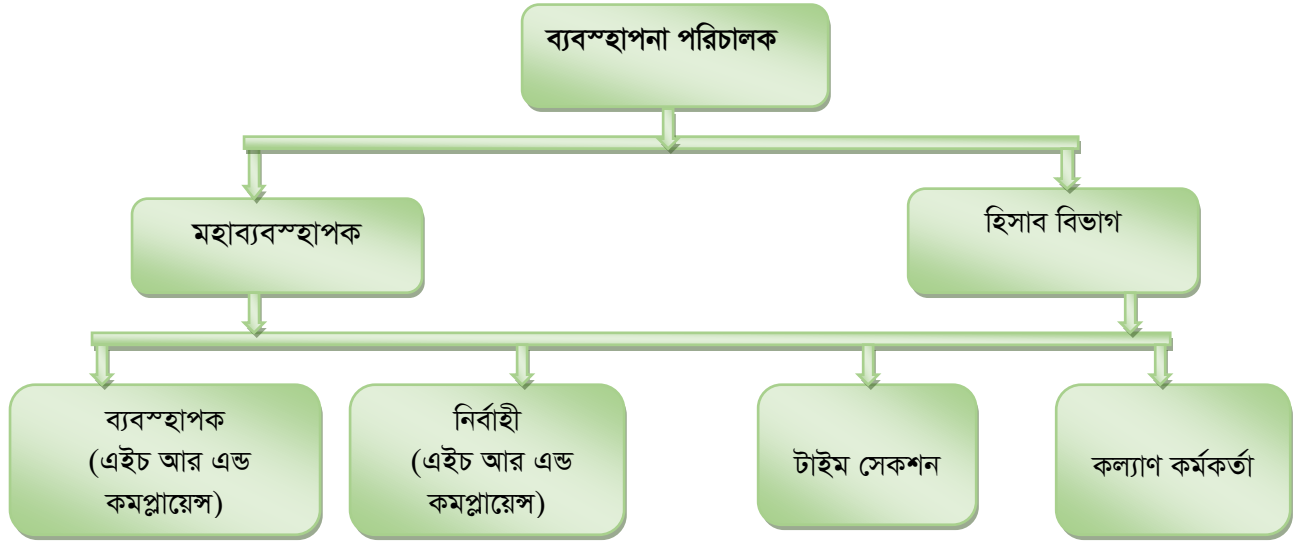 ব্যবস্হাপনা পরিচালক
মহাব্যবস্হাপক
হিসাব বিভাগ
ব্যবস্হাপক
(এইচ আর এন্ড
কমপ্লায়েন্স)
নির্বাহী
(এইচ আর এন্ড
কমপ্লায়েন্স)
টাইম সেকশন
কল্যাণ কর্মকর্তা